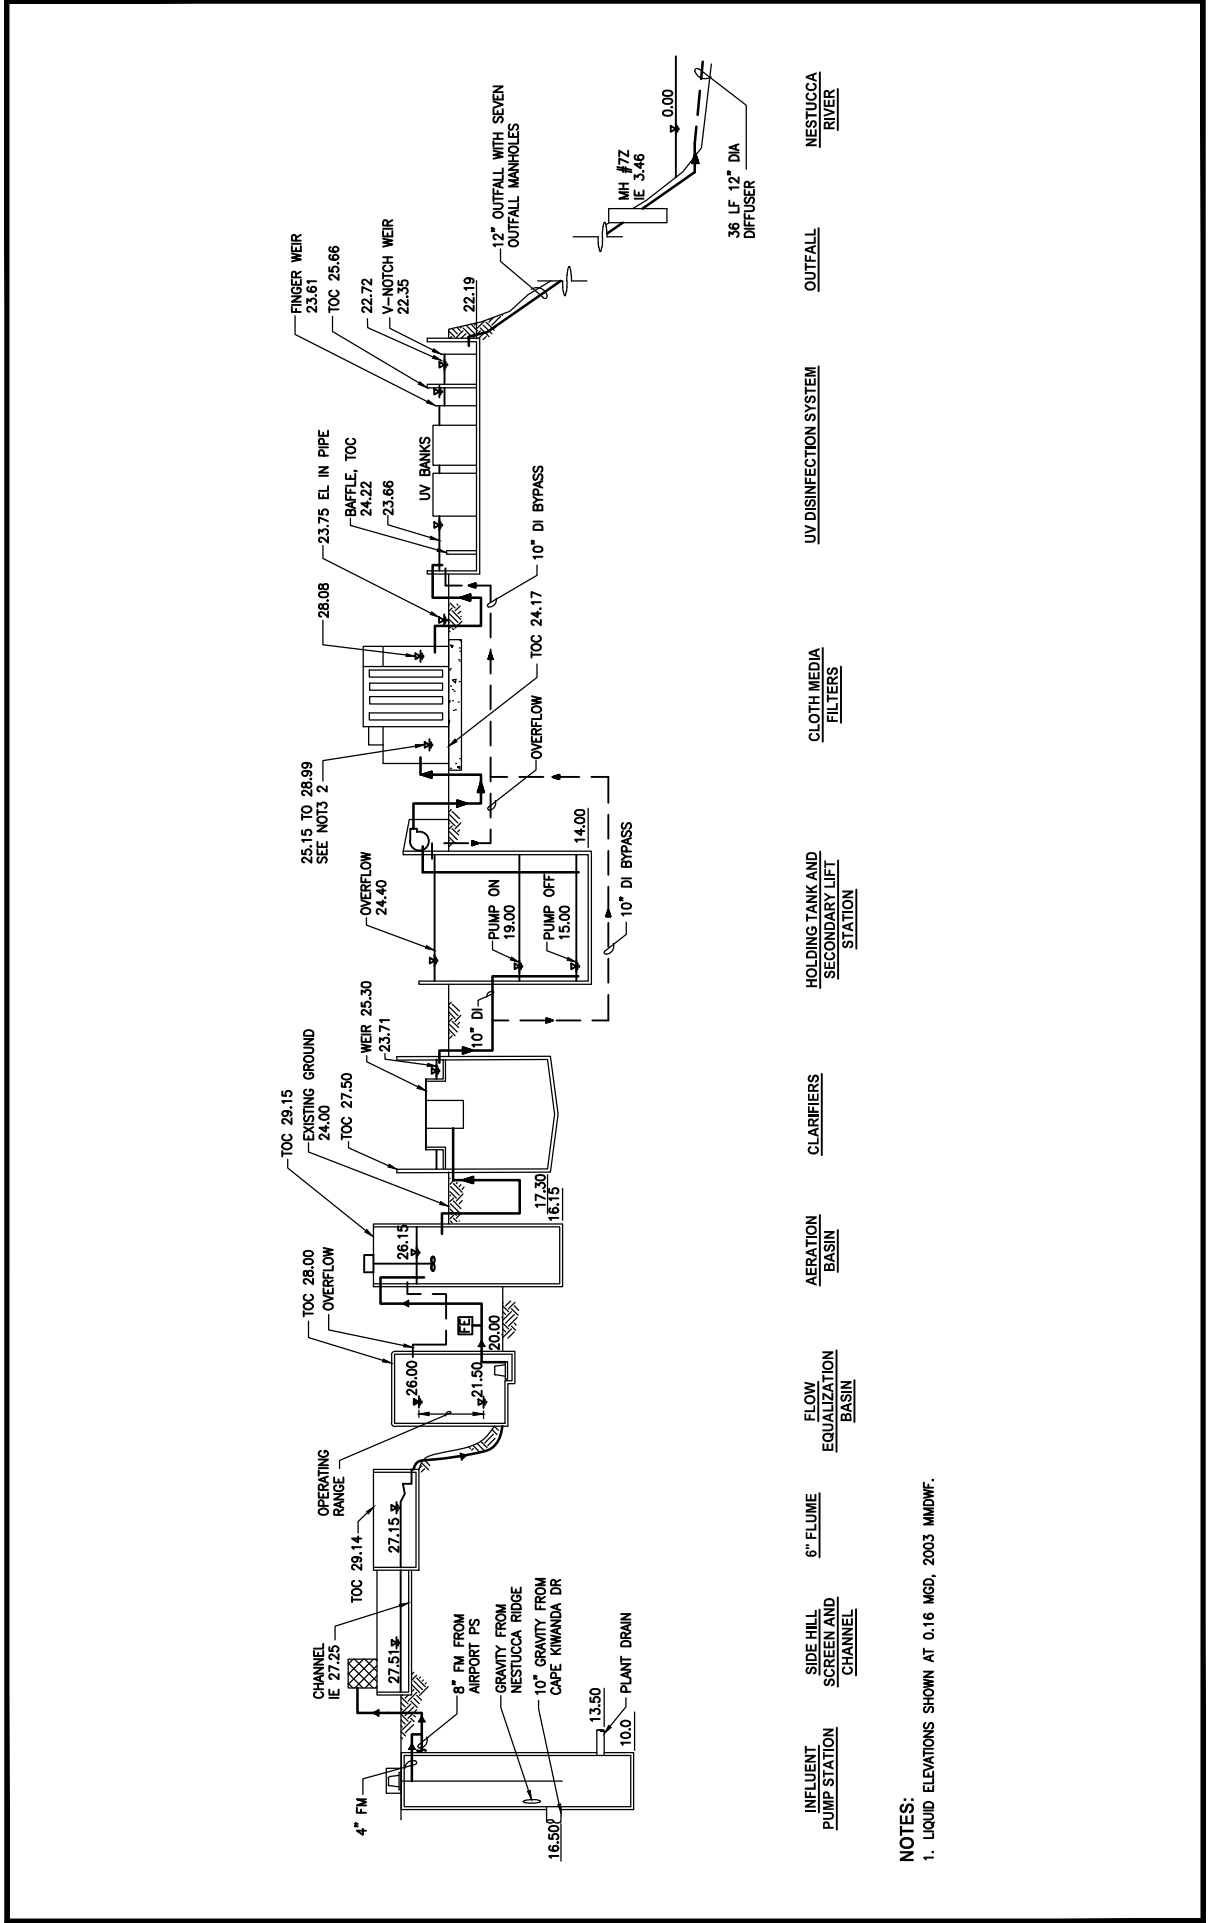 4" FM
16.50
8" FM FROM
AIRPORT PS
GRAVITY FROM
NESTUCCA RIDGE
10" GRAVITY FROM
CAPE KIWANDA DR
13.50
10.0
PLANT DRAIN
CHANNEL
IE 27.25
27.51
TOC 29.14
27.15
OPERATING
RANGE
26.00
21.50
TOC 28.00
OVERFLOW
FE
20.00
TOC 29.15
26.15
EXISTING GROUND
24.00
TOC 27.50
17.30
16.15
WEIR 25.30
23.71
10" DI
OVERFLOW
24.40
PUMP ON
19.00
PUMP OFF
15.00
14.00
10" DI BYPASS
25.15 TO 28.99
SEE NOT3 2
OVERFLOW
TOC 24.17
28.08
10" DI BYPASS
23.75 EL IN PIPE
BAFFLE, TOC
24.22
23.66
UV BANKS
FINGER WEIR
23.61
TOC 25.66
22.72
V-NOTCH WEIR
22.35
22.19
12" OUTFALL WITH SEVEN
OUTFALL MANHOLES
MH #7Z
IE 3.46
0.00
36 LF 12" DIA
DIFFUSER
INFLUENT
PUMP STATION
SIDE HILL
SCREEN AND
CHANNEL
6" FLUME
FLOW
EQUALIZATION
BASIN
AERATION
BASIN
CLARIFIERS
HOLDING TANK AND
SECONDARY LIFT
STATION
CLOTH MEDIA
FILTERS
UV DISINFECTION SYSTEM
OUTFALL
NESTUCCA
RIVER
NOTES:
1. LIQUID ELEVATIONS SHOWN AT 0.16 MGD, 2003 MMDWF.